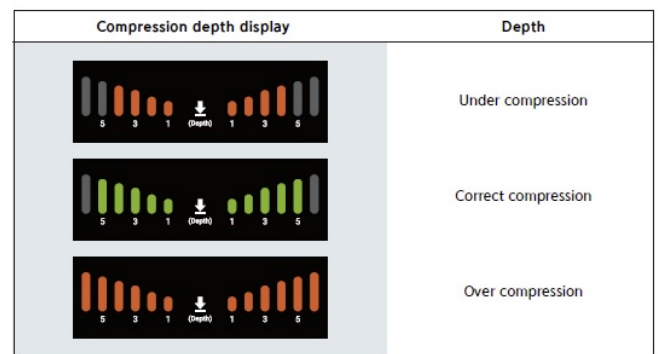 Compression depth display Depth
5 3 1 (Depth) 1 3 5
Under compression
5 3 1 (Depth) 1 3 5
Correct compression
5 3 1 (Depth) 1 3 5
Over compression